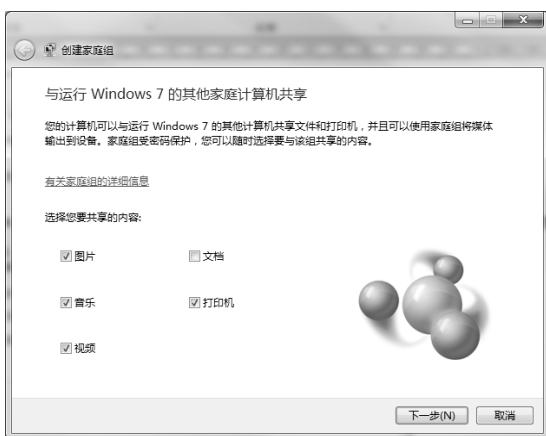 创建家庭组
与运行 Windows 7 的其他家庭计算机共享
您的计算机可以与运行 Windows 7 的其他计算机共享文件和打印机，并且可以使用家庭组将媒体
输出到设备。家庭组受密码保护，您可以随时选择要与该组共享的内容。
有关家庭组的详细信息
选择您要共享的内容:
图片 文档
音乐 打印机
视频
下一步(N) 取消